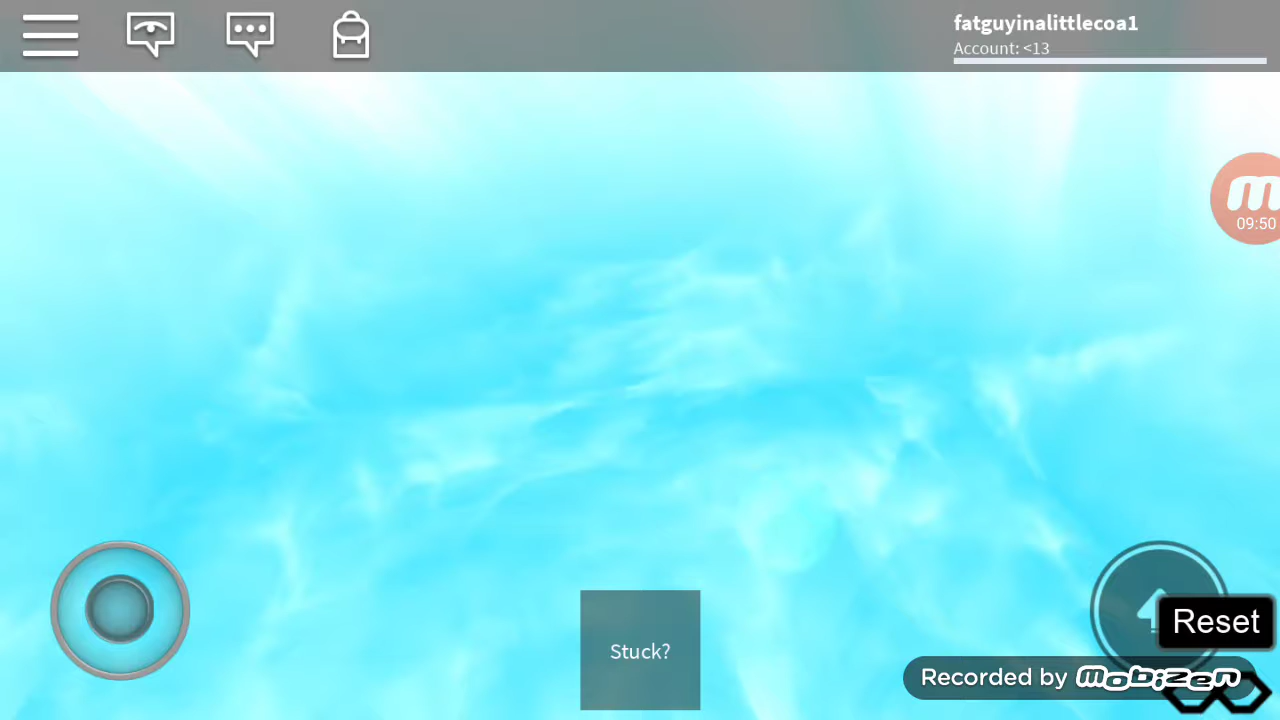 fatguyinalittlecoa1
Account: <13
09:50
Stuck?
Reset
Recorded by mobizen